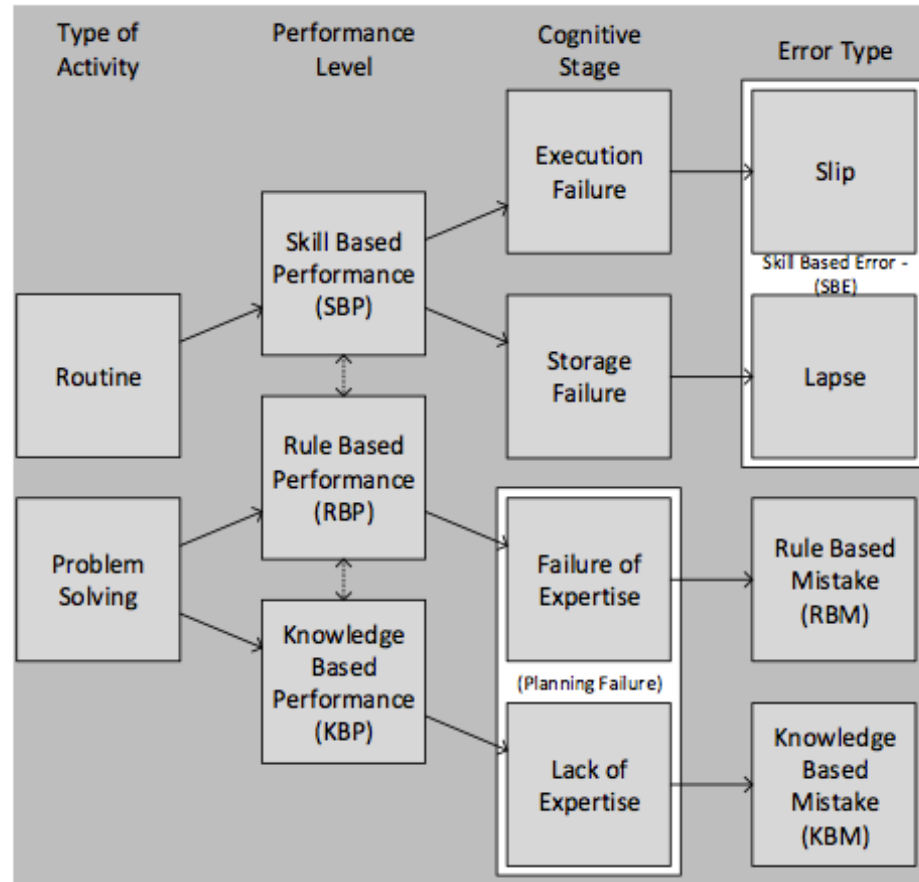 Type of
Activity
Performance
Level
Cognitive
Stage
Error Type
Execution
Failure
Slip
Skill Based
Performance
(SBP)
Skill Based Error -
(SBE)
Routine
Storage
Failure
Lapse
Rule Based
Performance
(RBP)
Problem
Solving
Failure of
Expertise
Rule Based
Mistake
(RBM)
Knowledge
Based
Performance
(KBP)
(Planning Failure)
Lack of
Expertise
Knowledge
Based
Mistake
(KBM)